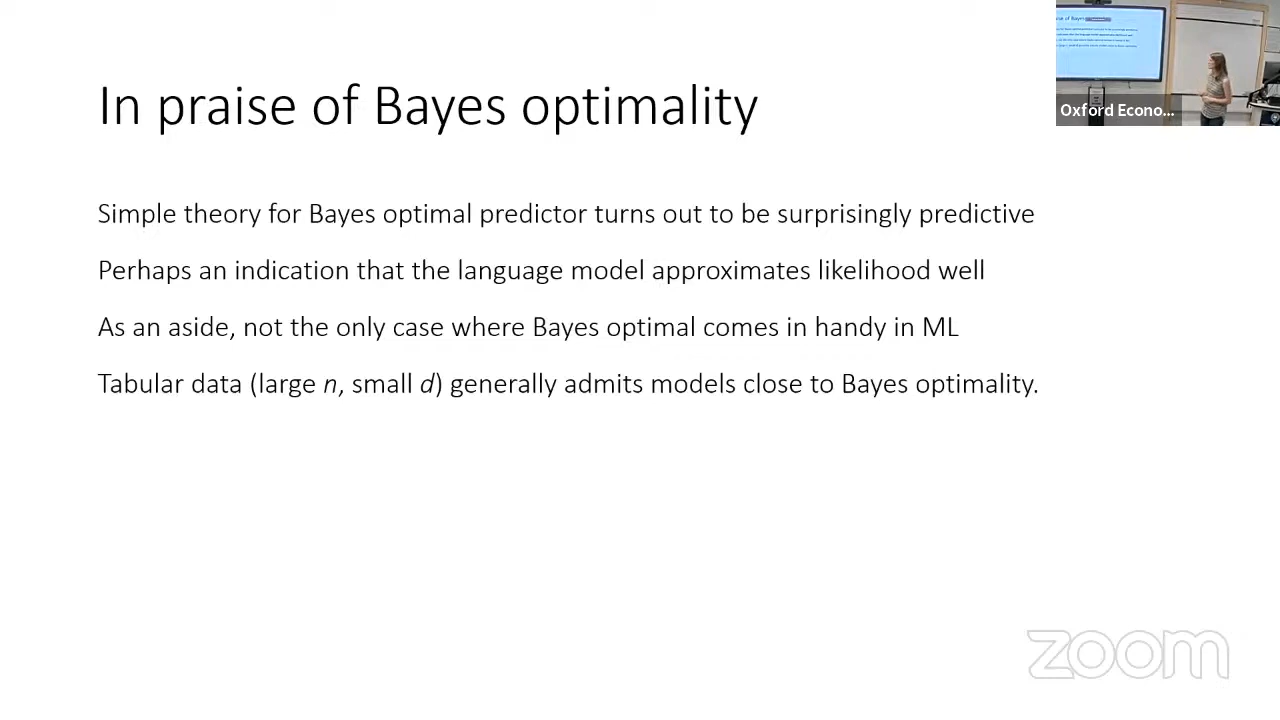 In praise of Bayes optimality
Oxford Econo...
Simple theory for Bayes optimal predictor turns out to be surprisingly predictive
Perhaps an indication that the language model approximates likelihood well
As an aside, not the only case where Bayes optimal comes in handy in ML
Tabular data (large n, small d) generally admits models close to Bayes optimality.
zoom